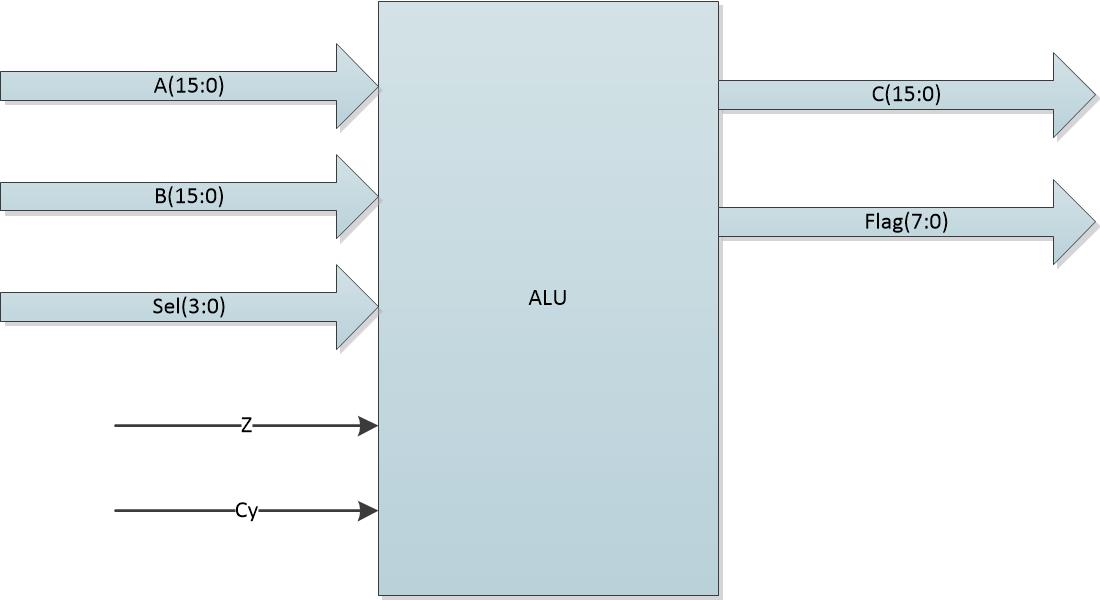 A(15:0)
C(15:0)
B(15:0)
Flag(7:0)
Sel(3:0)
ALU
Z
Cy